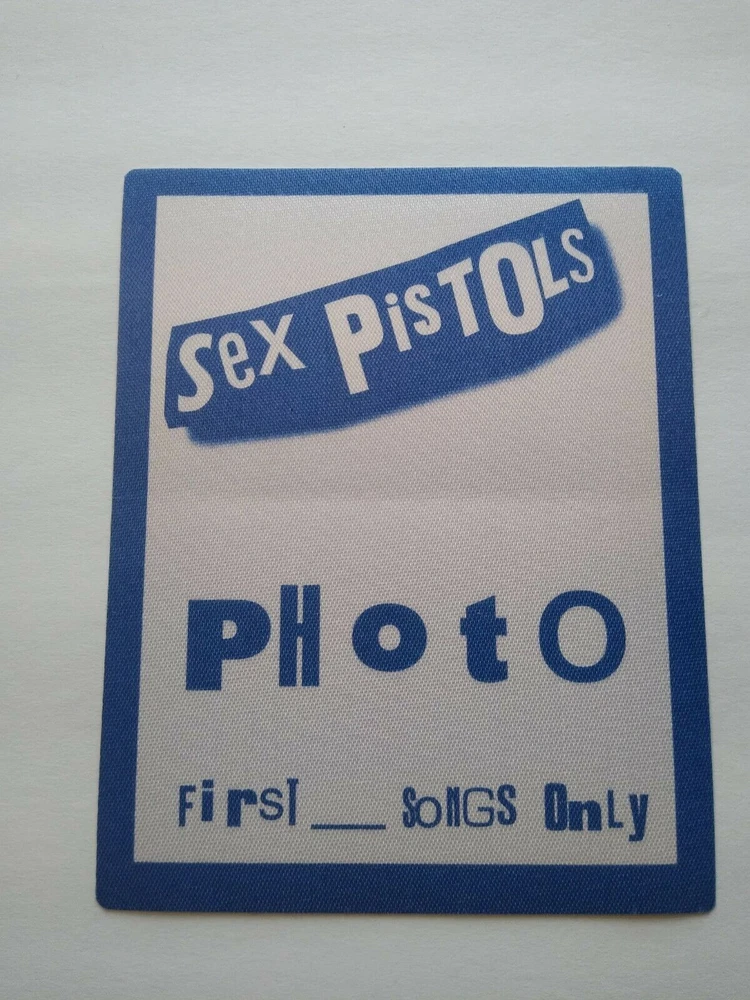 Sex PisTOLS
PHotO
First ___ SoNGS OnLy